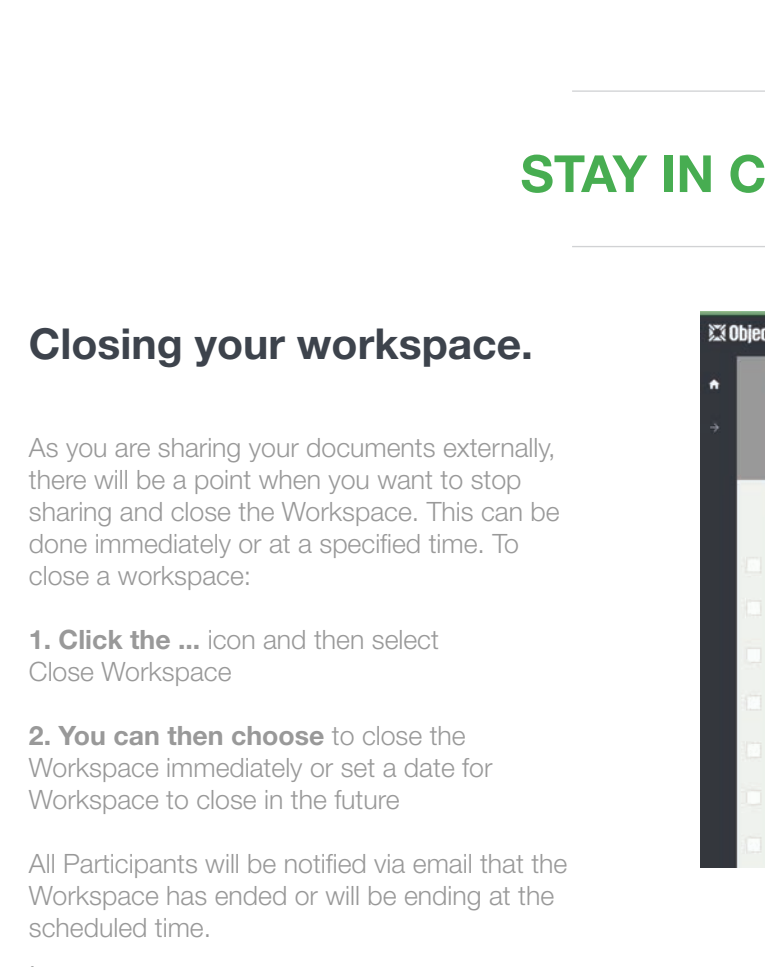 STAY IN C
Closing your workspace.
Objec
As you are sharing your documents externally,
there will be a point when you want to stop
sharing and close the Workspace. This can be
done immediately or at a specified time. To
close a workspace:
1. Click the ... icon and then select
Close Workspace
2. You can then choose to close the
Workspace immediately or set a date for
Workspace to close in the future
All Participants will be notified via email that the
Workspace has ended or will be ending at the
scheduled time.